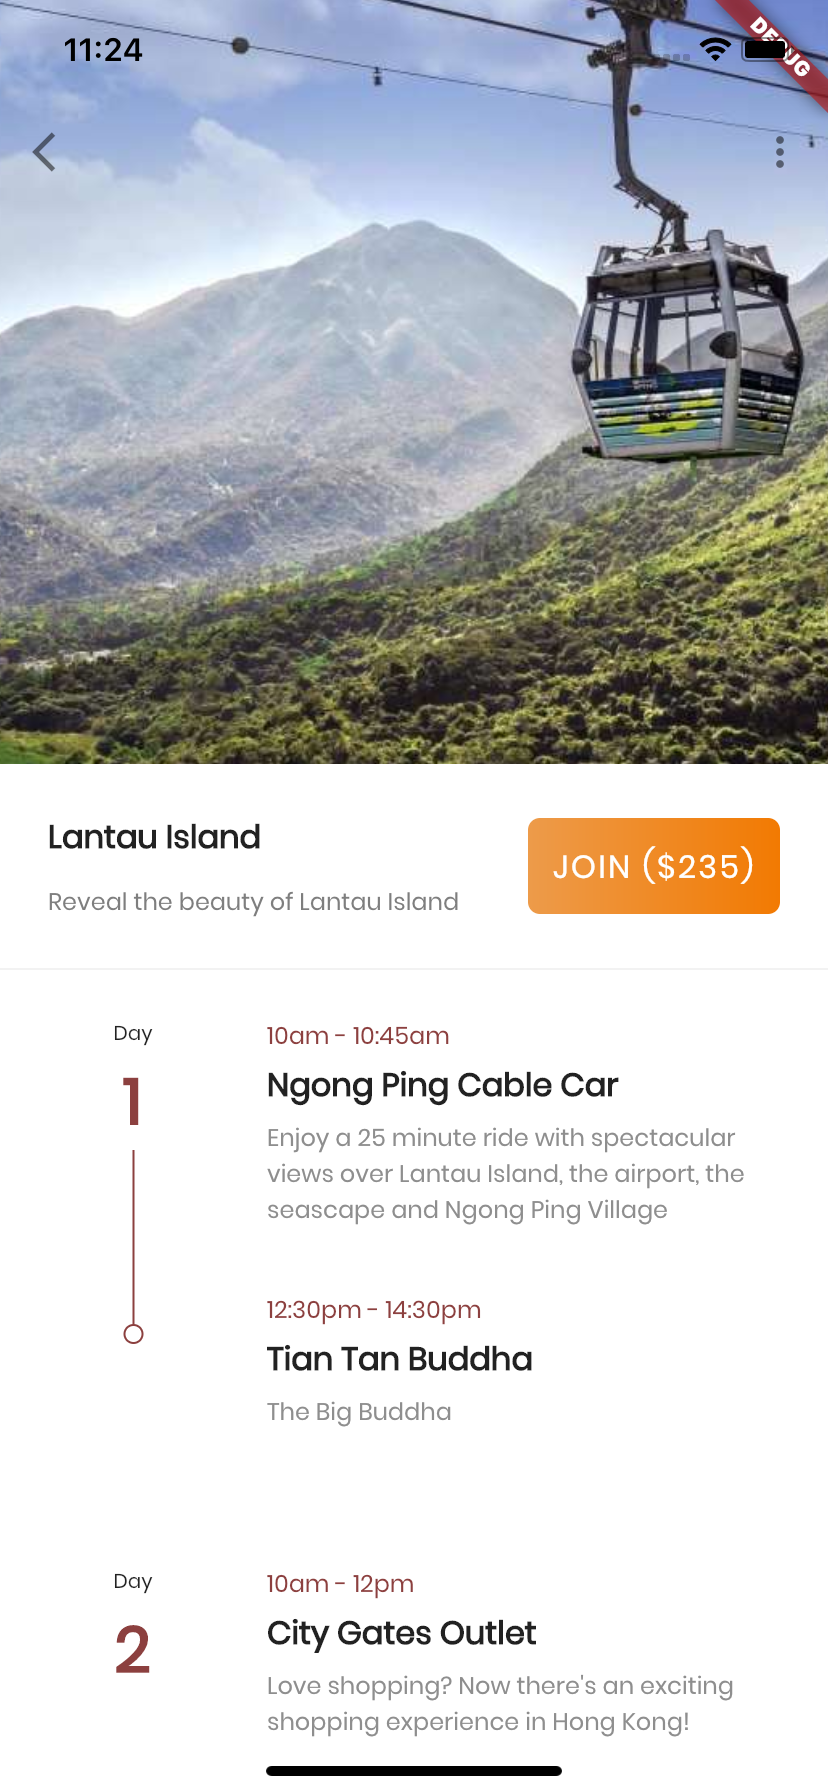 11:24
DEBUG
Lantau Island
Reveal the beauty of Lantau Island
JOIN ($235)
Day
1
10am - 10:45am
Ngong Ping Cable Car
Enjoy a 25 minute ride with spectacular
views over Lantau Island, the airport, the
seascape and Ngong Ping Village
12:30pm - 14:30pm
Tian Tan Buddha
The Big Buddha
Day
2
10am - 12pm
City Gates Outlet
Love shopping? Now there's an exciting
shopping experience in Hong Kong!